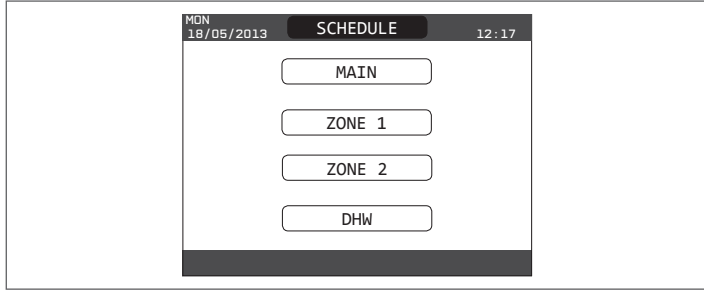 MON
18/05/2013 SCHEDULE 12:17
MAIN
ZONE 1
ZONE 2
DHW